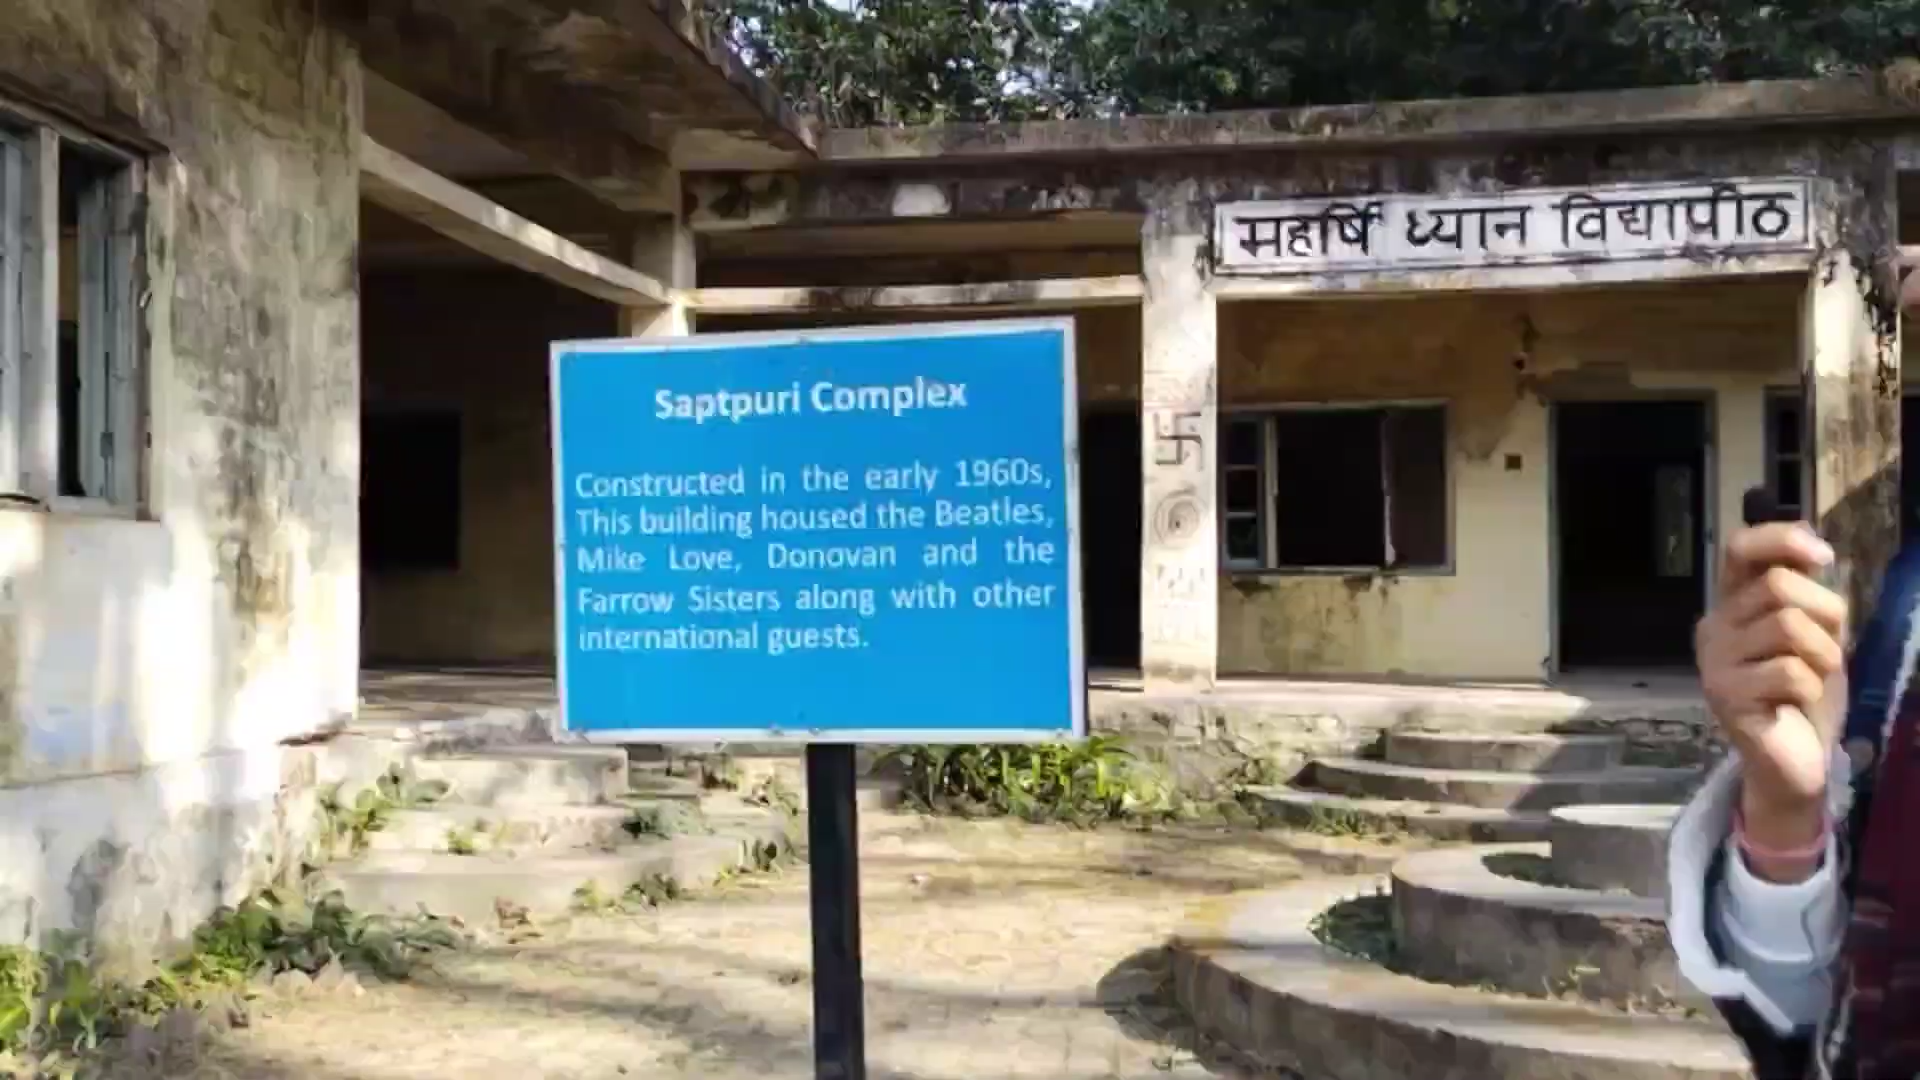 महर्षि ध्यान विद्यापीठ
Saptpuri Complex
Constructed in the early 1960s,
This building housed the Beatles,
Mike Love, Donovan and the
Farrow Sisters along with other
international guests.